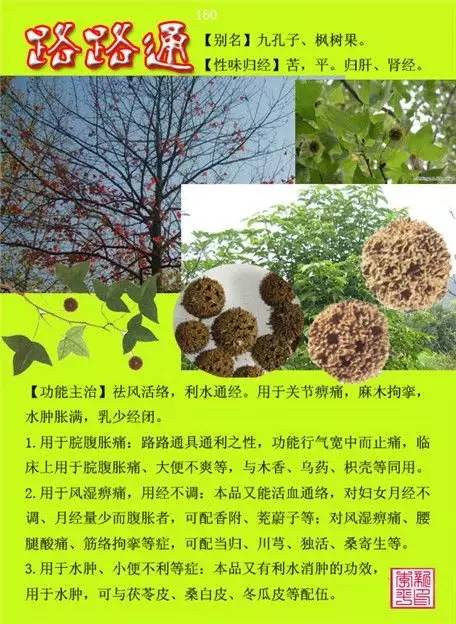 160
路路通
【别名】九孔子、枫树果。
【性味归经】苦，平。归肝、肾经。
【功能主治】祛风活络，利水通经。用于关节痹痛，麻木拘挛，
水肿胀满，乳少经闭。
1.用于脘腹胀痛：路路通具通利之性，功能行气宽中而止痛，临
床上用于脘腹胀痛、大便不爽等，与木香、乌药、枳壳等同用。
2.用于风湿痹痛，用经不调：本品又能活血通络，对妇女月经不
调、月经量少而腹胀者，可配香附、茺蔚子等；对风湿痹痛、腰
腿酸痛、筋络拘挛等症，可配当归、川芎、独活、桑寄生等。
3.用于水肿、小便不利等症：本品又有利水消肿的功效，
用于水肿，可与茯苓皮、桑白皮、冬瓜皮等配伍。